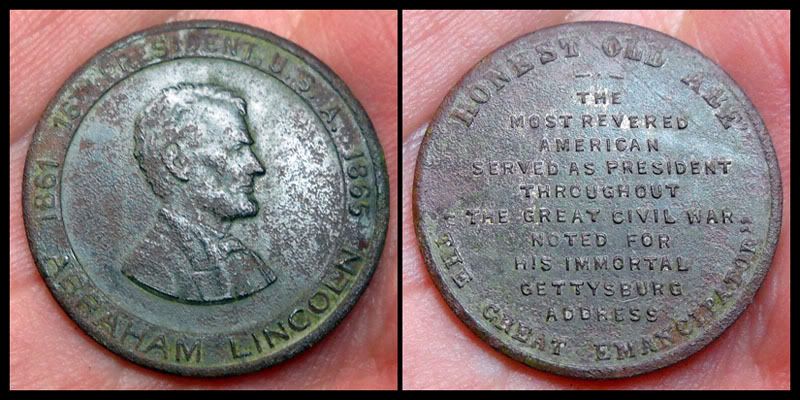 16TH PRESIDENT, U.S.A.
1861 1865
ABRAHAM LINCOLN
"HONEST OLD ABE"
THE
MOST REVERED
AMERICAN
SERVED AS PRESIDENT
THROUGHOUT
THE GREAT CIVIL WAR,
NOTED FOR
HIS IMMORTAL
GETTYSBURG
ADDRESS
"THE GREAT EMANCIPATOR"